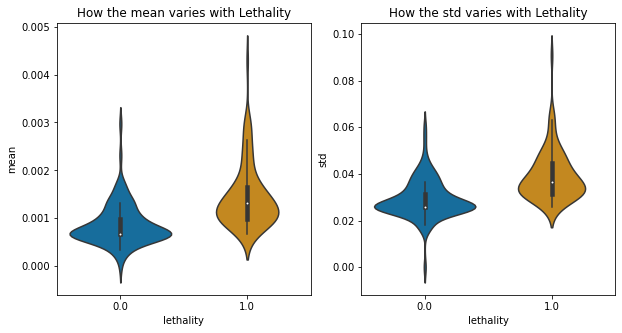 How the mean varies with Lethality
0.005
0.004
0.003
0.002
0.001
0.000
mean
0.0 1.0
lethality
How the std varies with Lethality
0.10
0.08
0.06
0.04
0.02
0.00
std
0.0 1.0
lethality